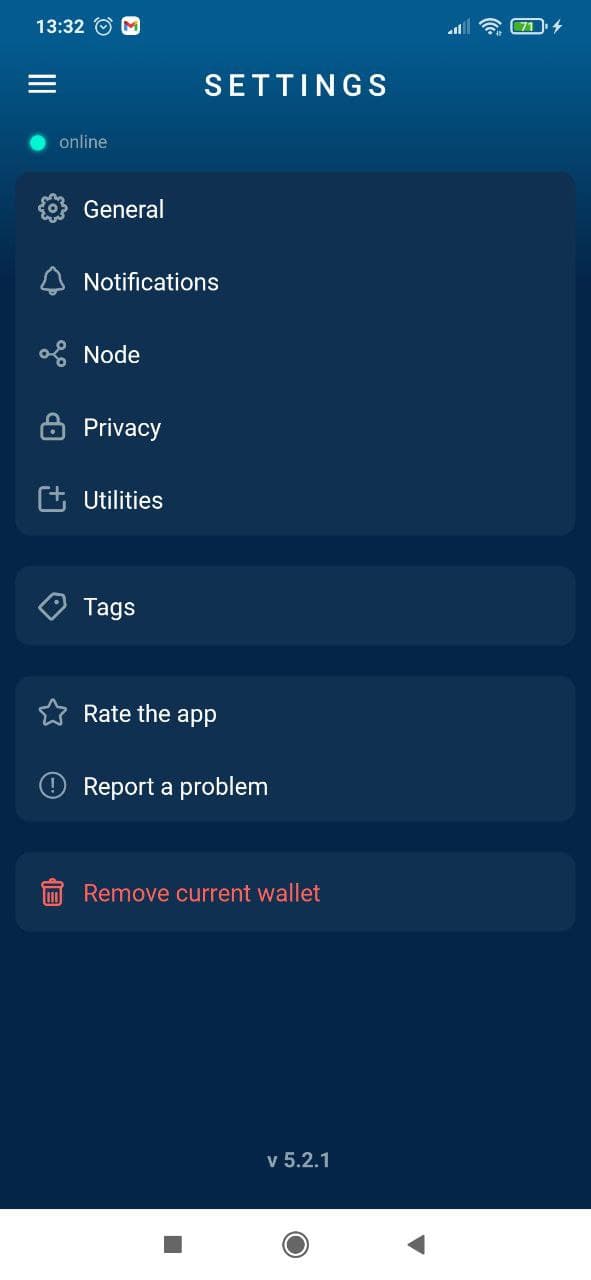 13:32
71
SETTINGS
online
General
Notifications
Node
Privacy
Utilities
Tags
Rate the app
Report a problem
Remove current wallet
v 5.2.1